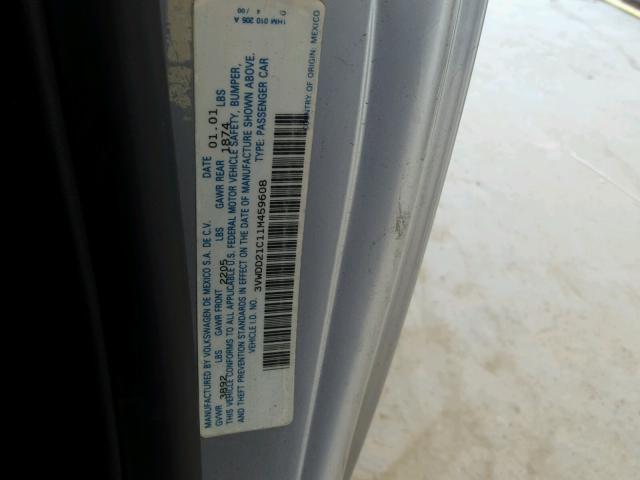 MANUFACTURED BY VOLKSWAGEN DE MEXICO S.A. DE C.V. DATE 01.01
GVWR 3892 LBS GAWR FRONT 2205 LBS GAWR REAR 1874 LBS
THIS VEHICLE CONFORMS TO ALL APPLICABLE U.S. FEDERAL MOTOR VEHICLE SAFETY, BUMPER,
AND THEFT PREVENTION STANDARDS IN EFFECT ON THE DATE OF MANUFACTURE SHOWN ABOVE.
VEHICLE I.D. NO. 3VWDD21C11M459608 TYPE: PASSENGER CAR
COUNTRY OF ORIGIN: MEXICO
1HM 010 205 A
4/00 D